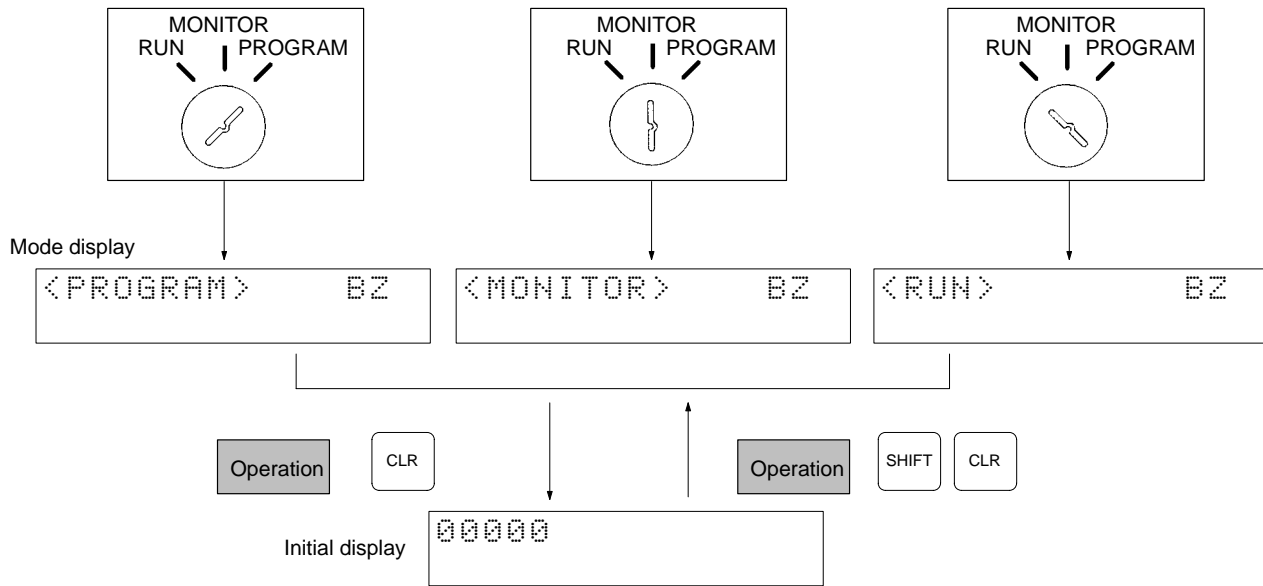 MONITOR
RUN PROGRAM
MONITOR
RUN PROGRAM
MONITOR
RUN PROGRAM
Mode display
<PROGRAM> BZ
<MONITOR> BZ
<RUN> BZ
Operation
CLR
Operation
SHIFT
CLR
Initial display
00000